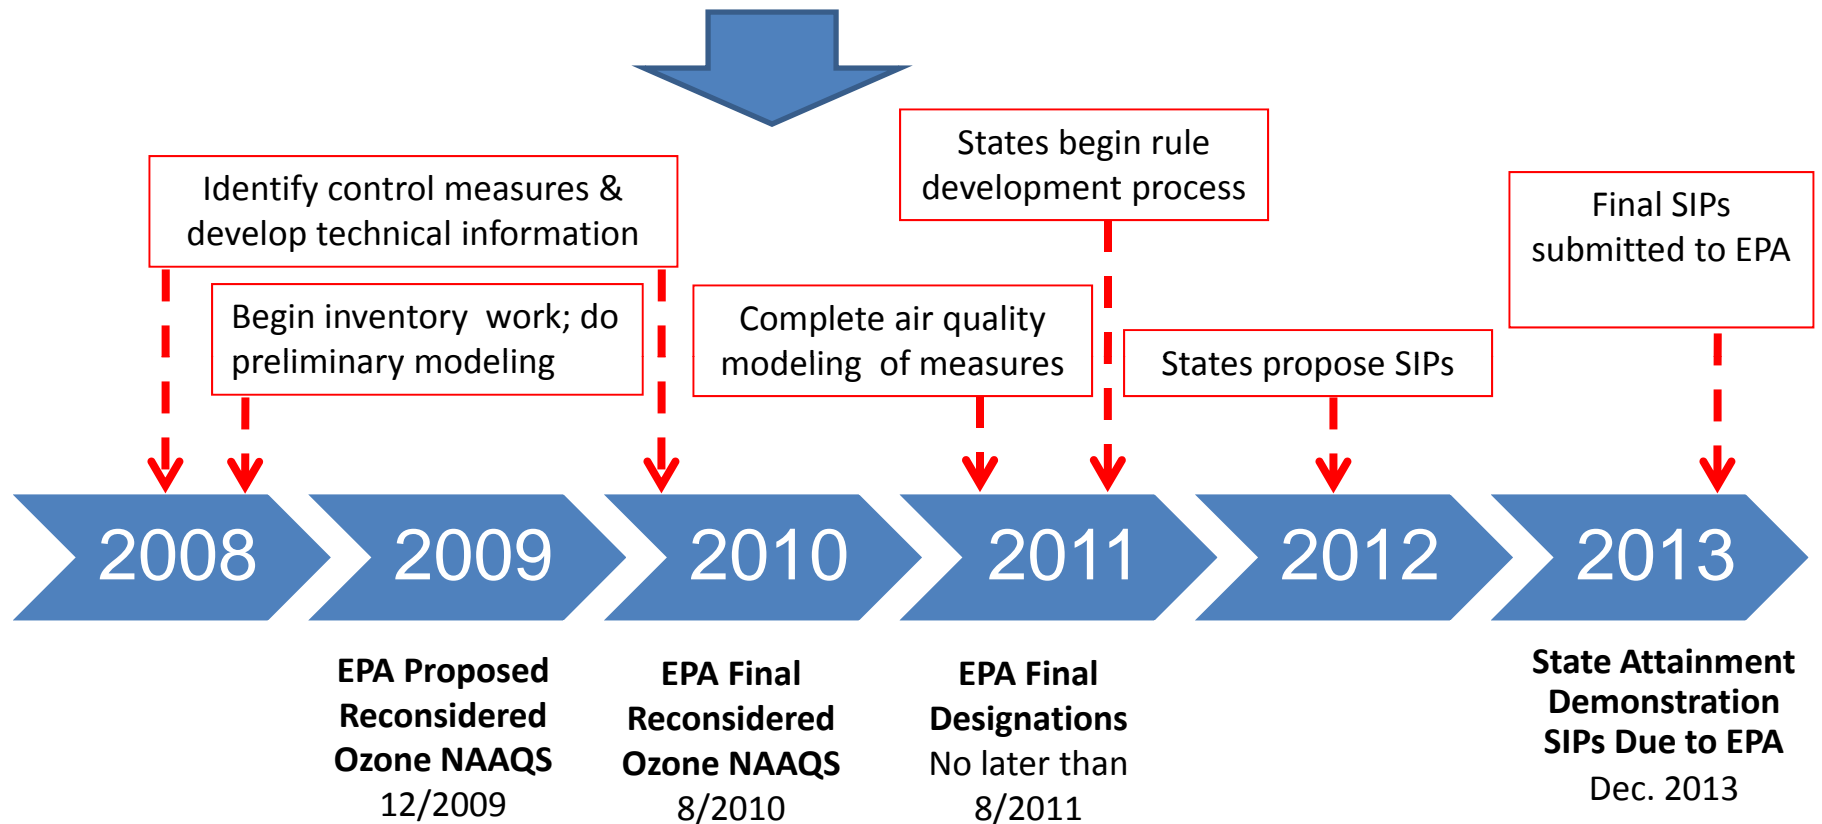 States begin rule
development process
Identify control measures &
develop technical information
Final SIPs
submitted to EPA
Begin inventory work; do
preliminary modeling
Complete air quality
modeling of measures
States propose SIPs
2008
2009
2010
2011
2012
2013
EPA Proposed
Reconsidered
Ozone NAAQS
12/2009
EPA Final
Reconsidered
Ozone NAAQS
8/2010
EPA Final
Designations
No later than
8/2011
State Attainment
Demonstration
SIPs Due to EPA
Dec. 2013